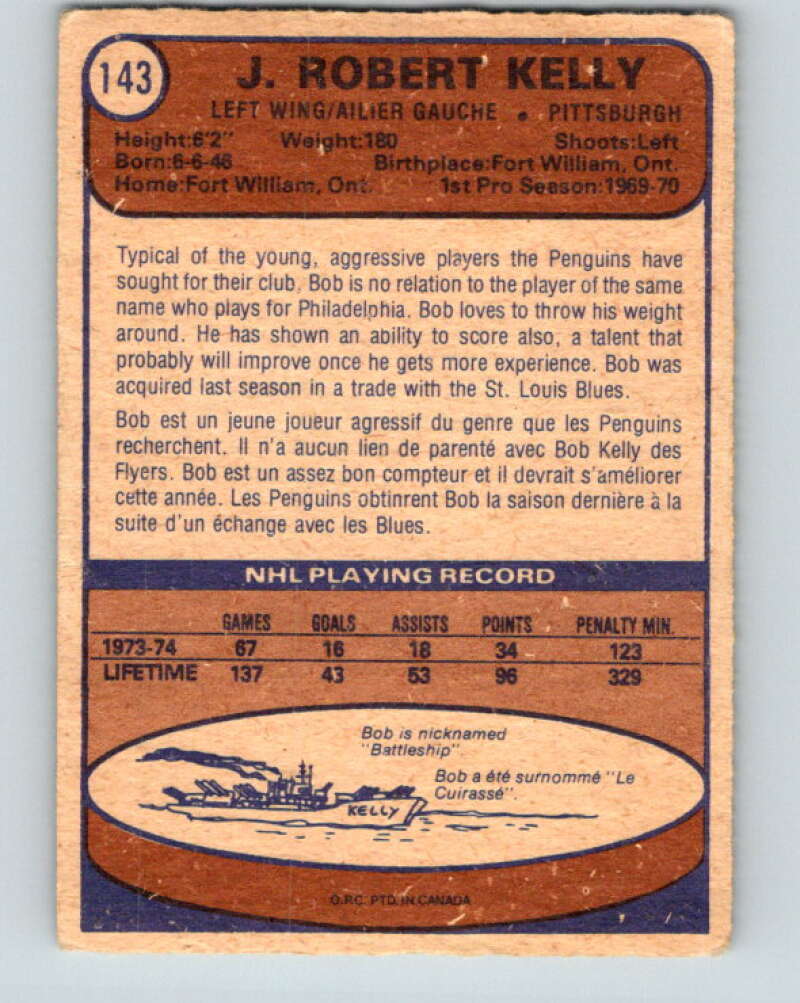 143
J. ROBERT KELLY
LEFT WING/AILIER GAUCHE • PITTSBURGH
Height:6'2" Weight:180 Shoots:Left
Born:6-6-46 Birthplace:Fort William, Ont.
Home:Fort William, Ont. 1st Pro Season:1969-70
Typical of the young, aggressive players the Penguins have
sought for their club. Bob is no relation to the player of the same
name who plays for Philadelphia. Bob loves to throw his weight
around. He has shown an ability to score also, a talent that
probably will improve once he gets more experience. Bob was
acquired last season in a trade with the St. Louis Blues.
Bob est un jeune joueur agressif du genre que les Penguins
recherchent. Il n'a aucun lien de parenté avec Bob Kelly des
Flyers. Bob est un assez bon compteur et il devrait s'améliorer
cette année. Les Penguins obtinrent Bob la saison dernière à la
suite d'un échange avec les Blues.
NHL PLAYING RECORD
GAMES GOALS ASSISTS POINTS PENALTY MIN.
1973-74 67 16 18 34 123
LIFETIME 137 43 53 96 329
Bob is nicknamed
"Battleship".
Bob a été surnommé "Le
Cuirassé".
KELLY
O.P.C. PTD. IN CANADA